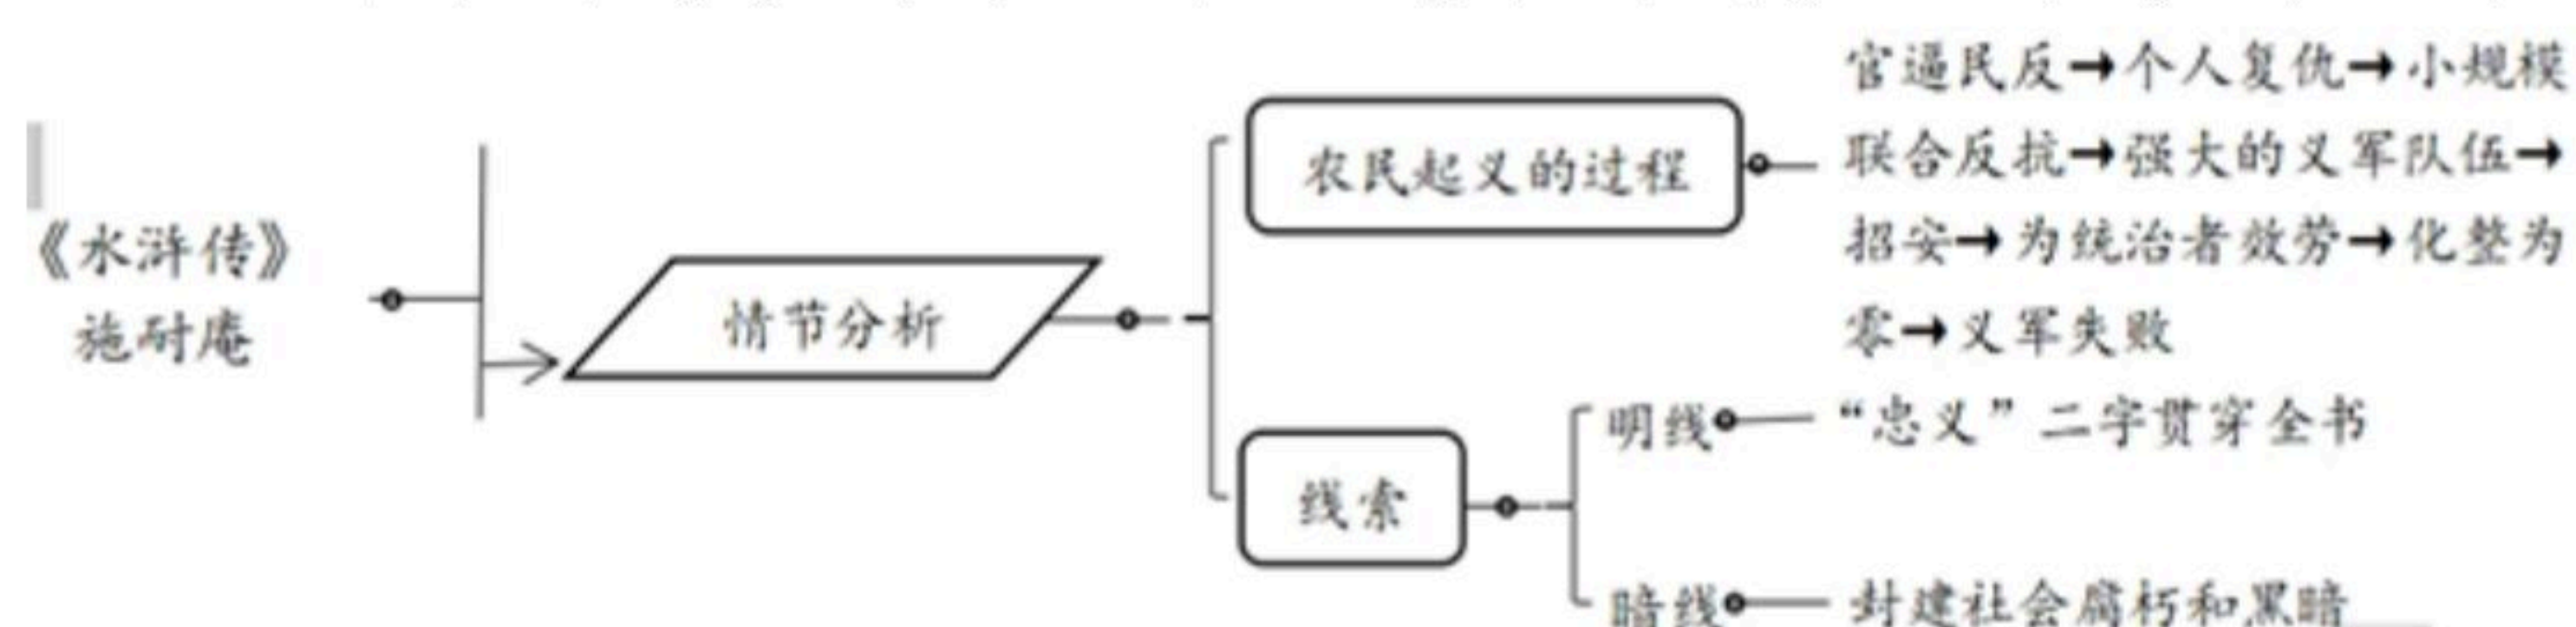 《水浒传》
施耐庵
情节分析
农民起义的过程
官逼民反→个人复仇→小规模
联合反抗→强大的义军队伍→
招安→为统治者效劳→化整为
零→义军失败
线索
明线
“忠义”二字贯穿全书
暗线
封建社会腐朽和黑暗